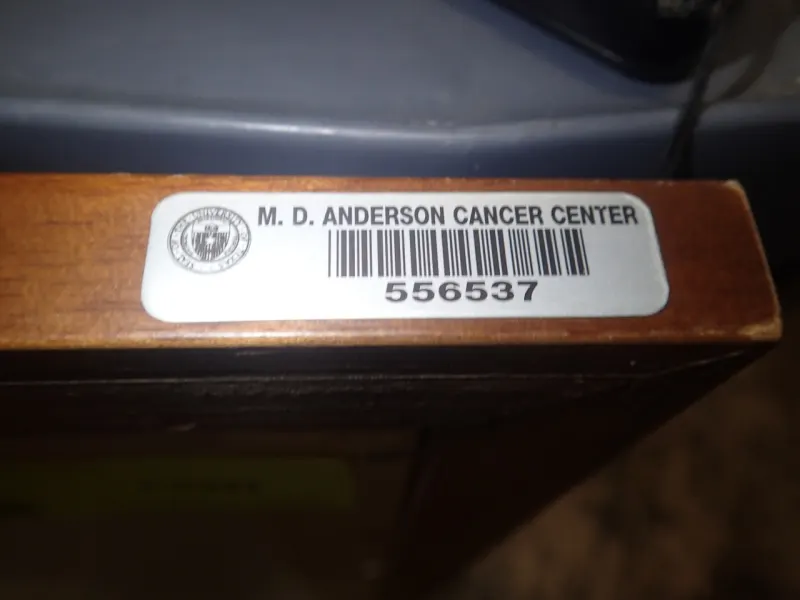 M. D. ANDERSON CANCER CENTER
556537